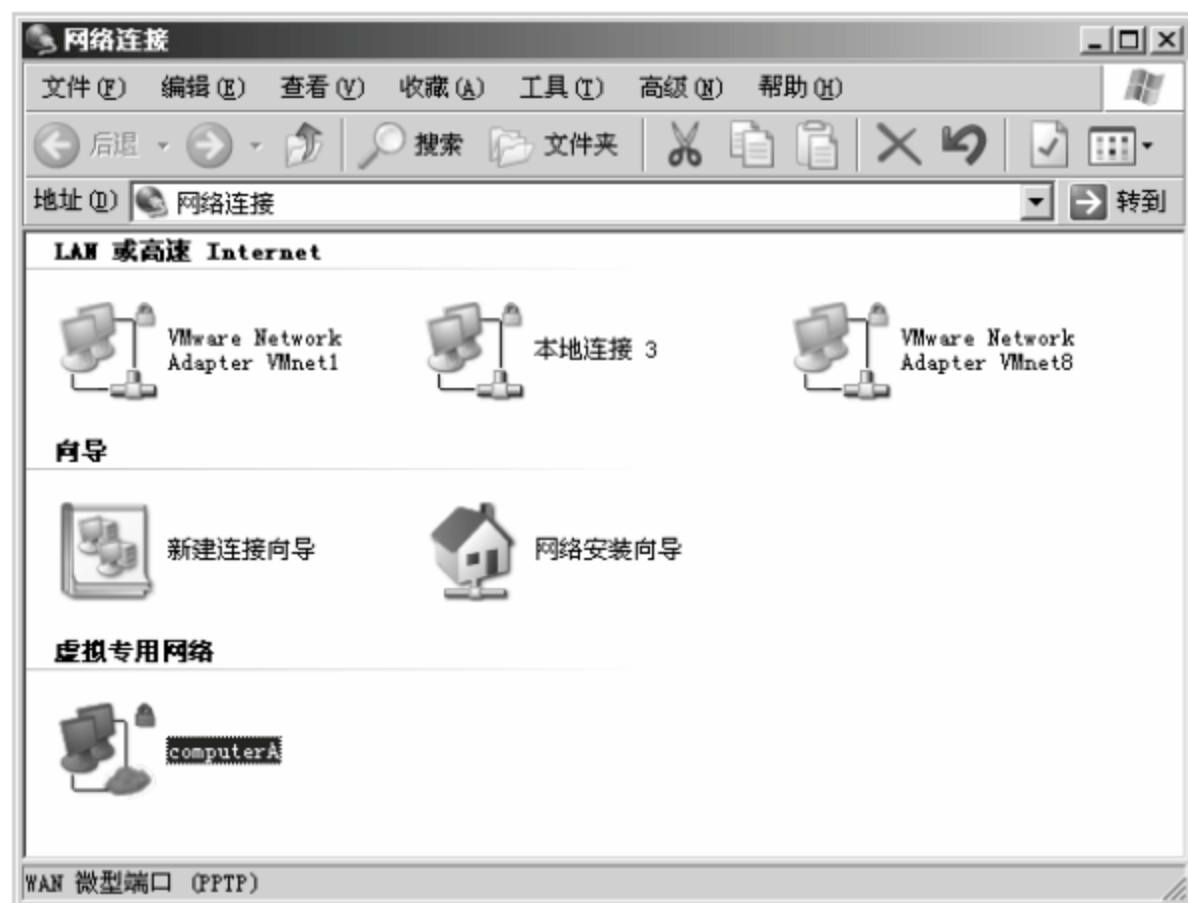 网络连接
文件(F) 编辑(E) 查看(V) 收藏(A) 工具(T) 高级(N) 帮助(H)
后退 搜索 文件夹
地址(D) 网络连接 转到
LAN 或高速 Internet
VMware Network
Adapter VMnet1
本地连接 3
VMware Network
Adapter VMnet8
向导
新建连接向导
网络安装向导
虚拟专用网络
computerA
WAN 微型端口 (PPTP)